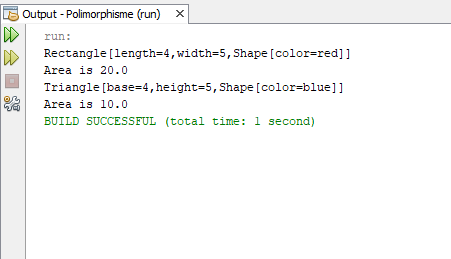 Output - Polimorphisme (run)
run:
Rectangle[length=4,width=5,Shape[color=red]]
Area is 20.0
Triangle[base=4,height=5,Shape[color=blue]]
Area is 10.0
BUILD SUCCESSFUL (total time: 1 second)